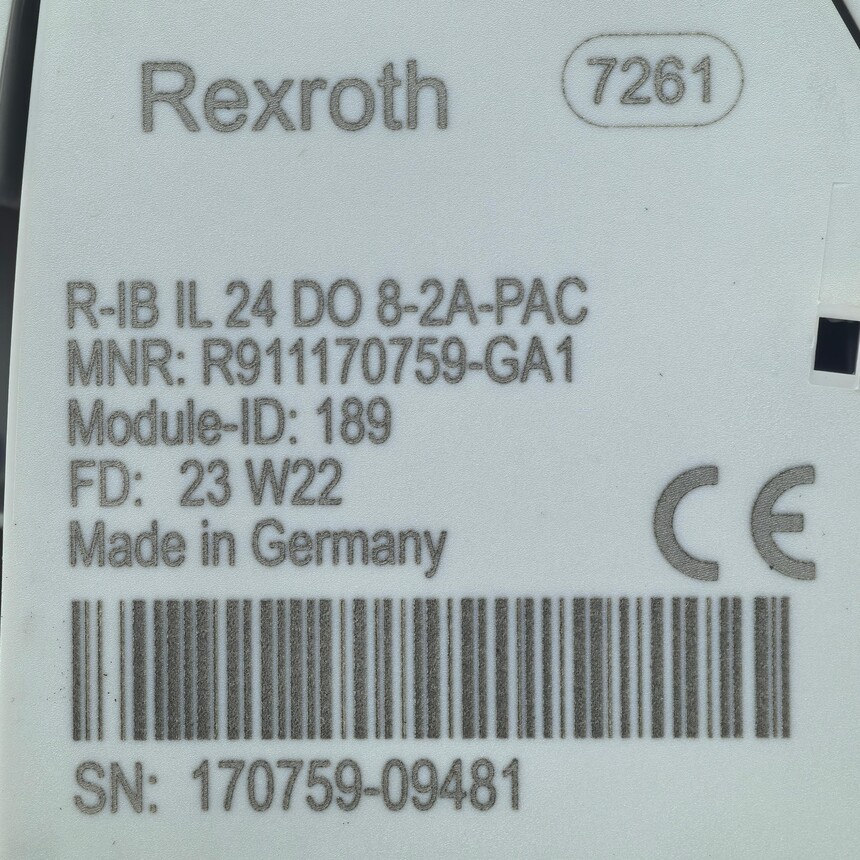 Rexroth
7261
R-IB IL 24 DO 8-2A-PAC
MNR: R911170759-GA1
Module-ID: 189
FD: 23 W22
Made in Germany
CE
SN: 170759-09481